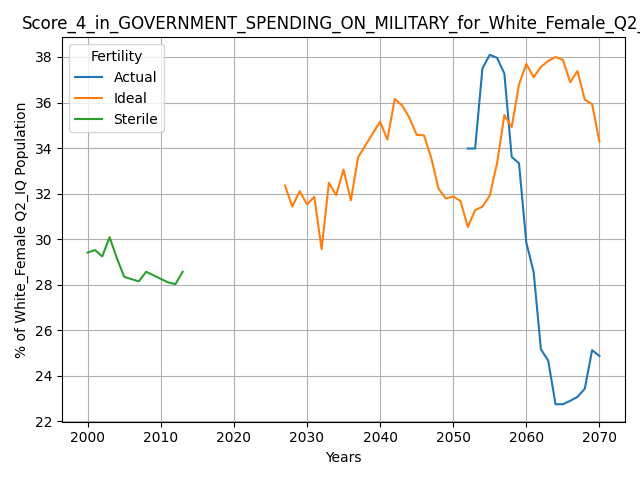 Score_4_in_GOVERNMENT_SPENDING_ON_MILITARY_for_White_Female_Q2_
Fertility
Actual
Ideal
Sterile
% of White_Female Q2_IQ Population
38
36
34
32
30
28
26
24
22
2000 2010 2020 2030 2040 2050 2060 2070
Years